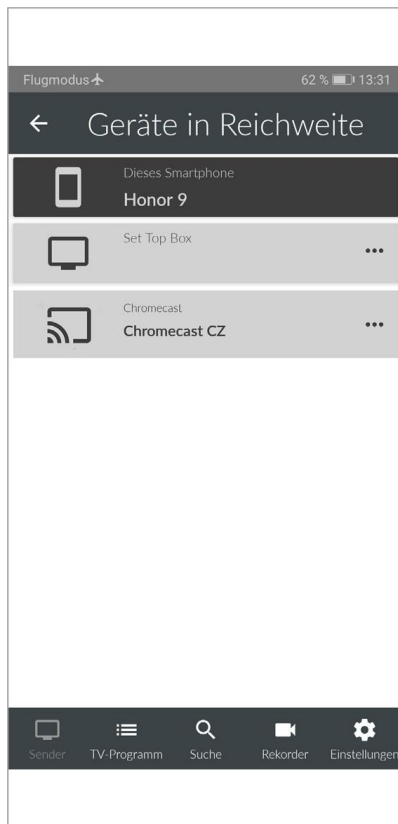 Flugmodus 62 % 13:31
Geräte in Reichweite
Dieses Smartphone
Honor 9
Set Top Box
Chromecast
Chromecast CZ
Sender TV-Programm Suche Rekorder Einstellungen